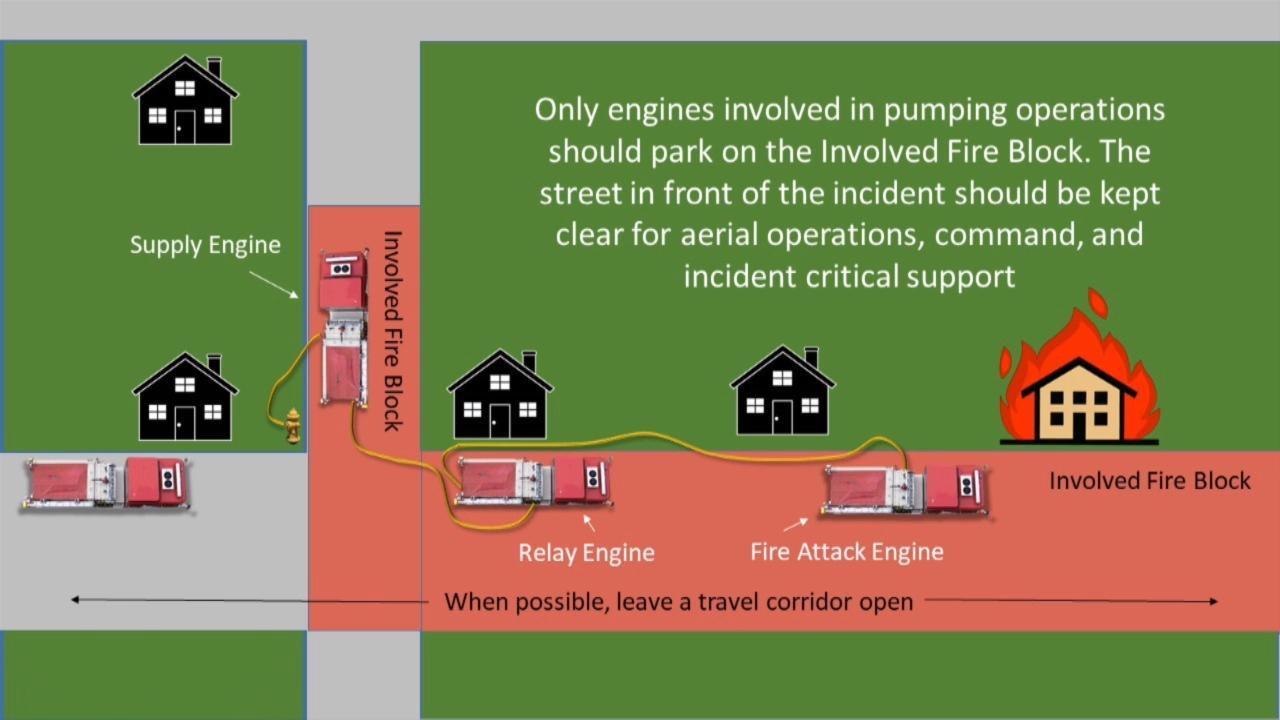 Only engines involved in pumping operations
should park on the Involved Fire Block. The
street in front of the incident should be kept
clear for aerial operations, command, and
incident critical support
Supply Engine
Involved Fire Block
Involved Fire Block
Relay Engine
Fire Attack Engine
When possible, leave a travel corridor open